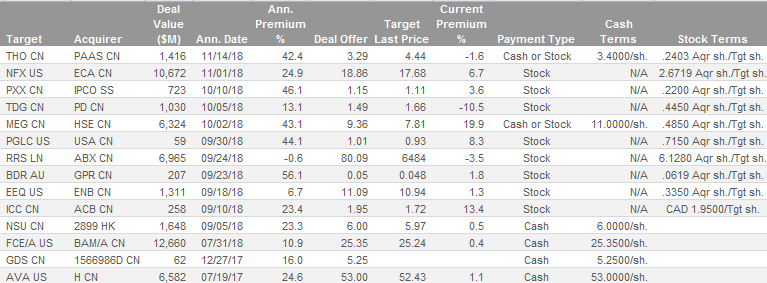 Deal Ann. Current
Value Premium Target Premium Cash
Target Acquirer ($M) Ann. Date % Deal Offer Last Price % Payment Type Terms Stock Terms
THO CN PAAS CN 1,416 11/14/18 42.4 3.29 4.44 -1.6 Cash or Stock 3.4000/sh. .2403 Aqr sh./Tgt sh.
NFX US ECA CN 10,672 11/01/18 24.9 18.86 17.68 6.7 Stock N/A 2.6719 Aqr sh./Tgt sh.
PXX CN IPCO SS 723 10/10/18 46.1 1.15 1.11 3.6 Stock N/A .2200 Aqr sh./Tgt sh.
TDG CN PD CN 1,030 10/05/18 13.1 1.49 1.66 -10.5 Stock N/A .4450 Aqr sh./Tgt sh.
MEG CN HSE CN 6,324 10/02/18 43.1 9.36 7.81 19.9 Cash or Stock 11.0000/sh. .4850 Aqr sh./Tgt sh.
PGLC US USA CN 59 09/30/18 44.1 1.01 0.93 8.3 Stock N/A .7150 Aqr sh./Tgt sh.
RRS LN ABX CN 6,965 09/24/18 -0.6 80.09 6484 -3.5 Stock N/A 6.1280 Aqr sh./Tgt sh.
BDR AU GPR CN 207 09/23/18 56.1 0.05 0.048 1.8 Stock N/A .0619 Aqr sh./Tgt sh.
EEQ US ENB CN 1,311 09/18/18 6.7 11.09 10.94 1.3 Stock N/A .3350 Aqr sh./Tgt sh.
ICC CN ACB CN 258 09/10/18 23.4 1.95 1.72 13.4 Stock N/A CAD 1.9500/Tgt sh.
NSU CN 2899 HK 1,648 09/05/18 23.3 6.00 5.97 0.5 Cash 6.0000/sh.
FCE/A US BAM/A CN 12,660 07/31/18 10.9 25.35 25.24 0.4 Cash 25.3500/sh.
GDS CN 1566986D CN 62 12/27/17 16.0 5.25 Cash 5.2500/sh.
AVA US H CN 6,582 07/19/17 24.6 53.00 52.43 1.1 Cash 53.0000/sh.